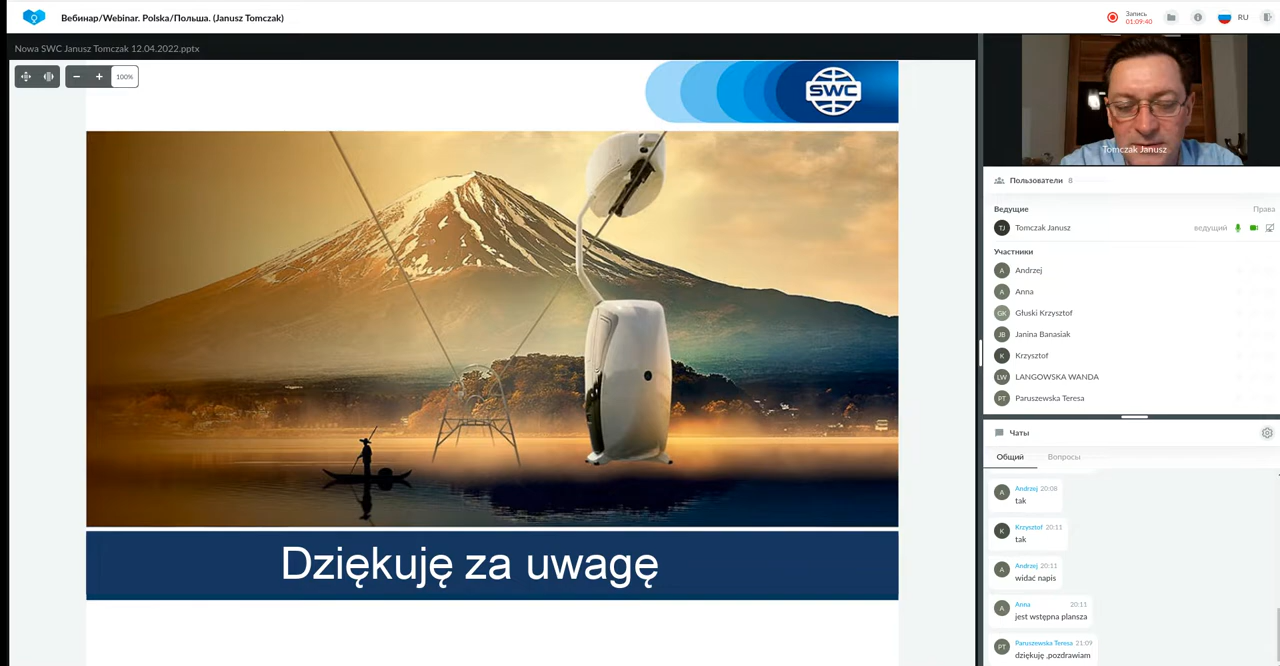 Вебинар/Webinar. Polska/Польша. (Janusz Tomczak)
Запись
01:09:40
RU
Nowa SWC Janusz Tomczak 12.04.2022.pptx
100%
SWC
Dziękuję za uwagę
Tomczak Janusz
Пользователи 8
Ведущие Права
TJ Tomczak Janusz ведущий
Участники
A Andrzej
A Anna
GK Głuski Krzysztof
JB Janina Banasiak
K Krzysztof
LW LANGOWSKA WANDA
PT Paruszewska Teresa
Чаты
Общий Вопросы
A Andrzej 20:08
tak
K Krzysztof 20:11
tak
A Andrzej 20:11
widać napis
A Anna 20:11
jest wstępna plansza
PT Paruszewska Teresa 21:09
dziękuję ,pozdrawiam